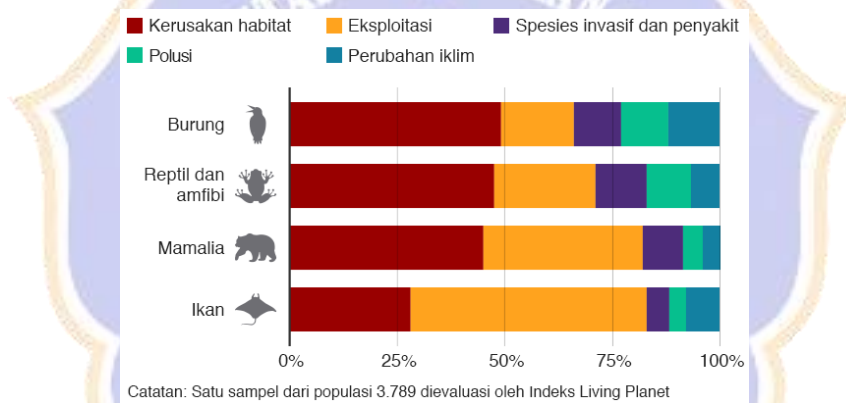 Kerusakan habitat Eksploitasi Spesies invasif dan penyakit
Polusi Perubahan iklim
Burung
Reptil dan
amfibi
Mamalia
Ikan
0% 25% 50% 75% 100%
Catatan: Satu sampel dari populasi 3.789 dievaluasi oleh Indeks Living Planet